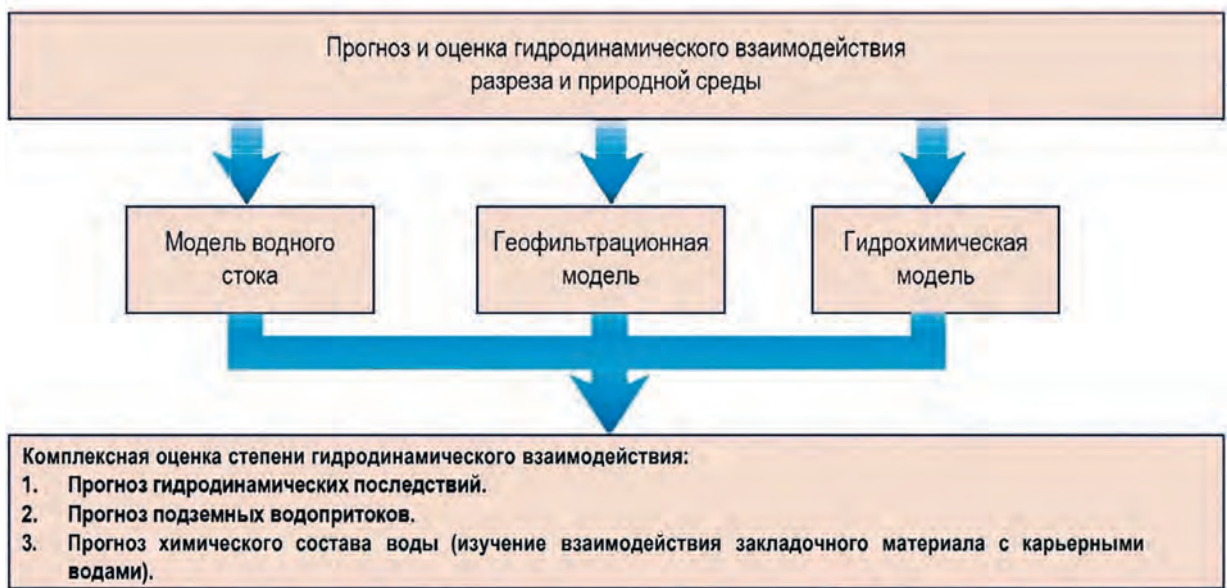 Прогноз и оценка гидродинамического взаимодействия
разреза и природной среды
Модель водного
стока
Геофильтрационная
модель
Гидрохимическая
модель
Комплексная оценка степени гидродинамического взаимодействия:
1. Прогноз гидродинамических последствий.
2. Прогноз подземных водопритоков.
3. Прогноз химического состава воды (изучение взаимодействия закладочного материала с карьерными
водами).